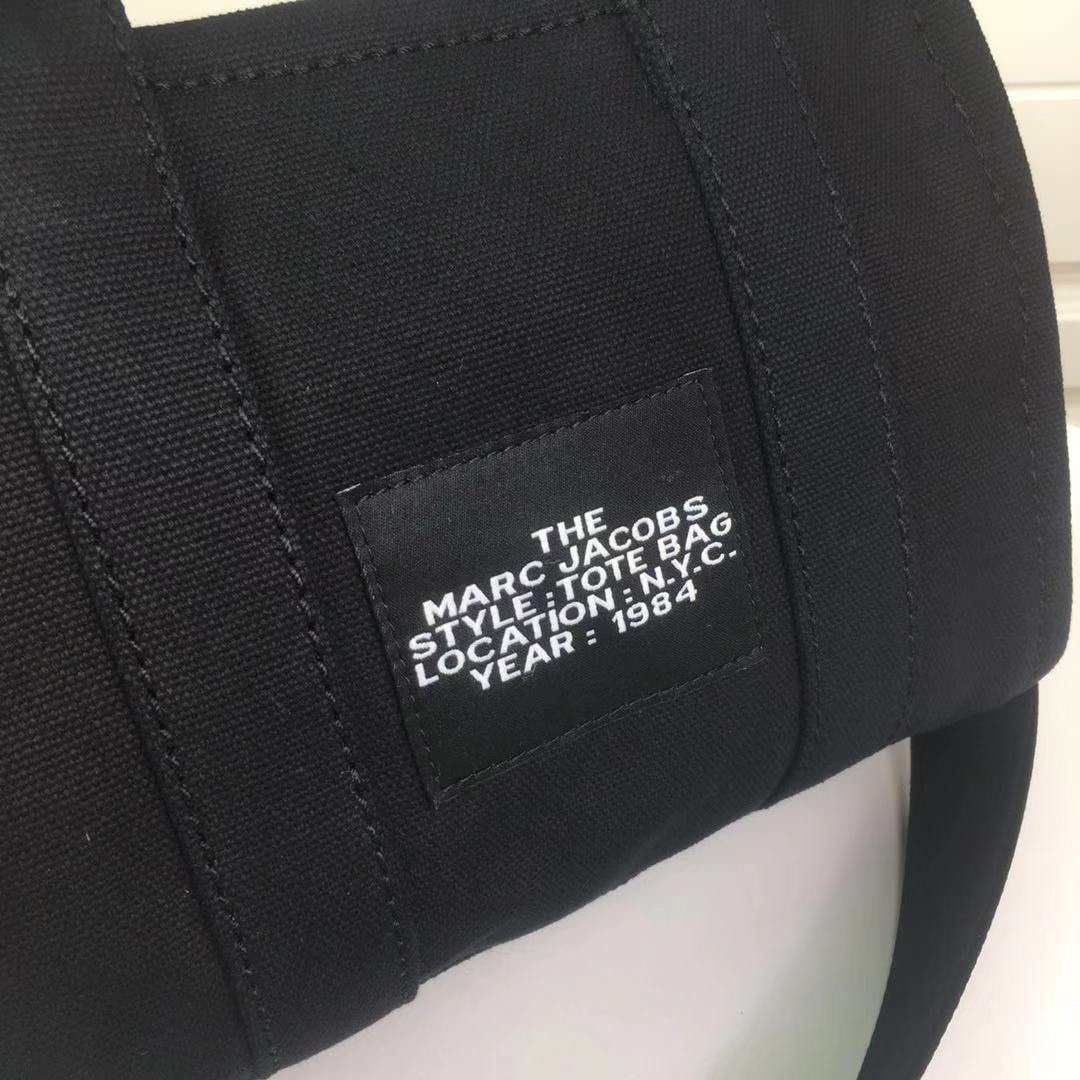 THE
MARC JACOBS
STYLE : TOTE BAG
LOCATION : N.Y.C.
YEAR : 1984